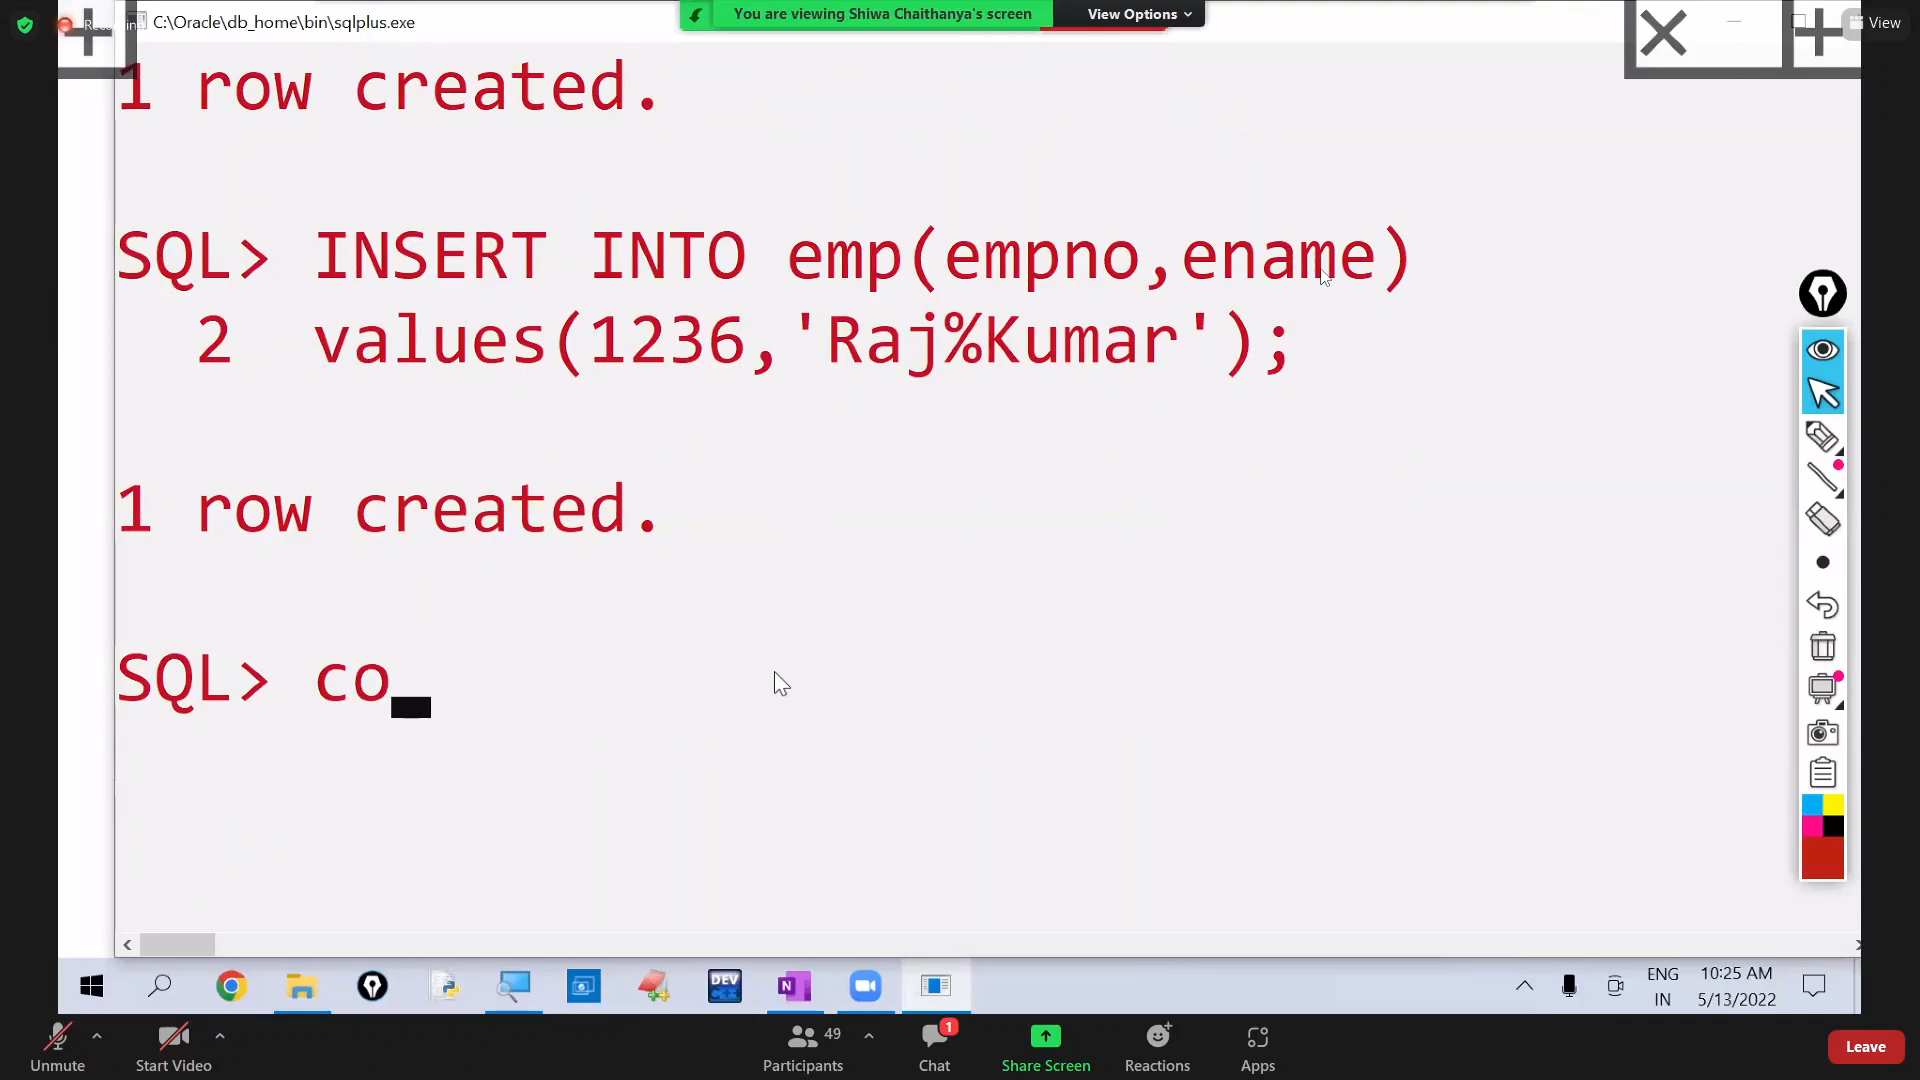 C:\Oracle\db_home\bin\sqlplus.exe
You are viewing Shiwa Chaithanya's screen
View Options
View
1 row created.
SQL> INSERT INTO emp(empno,ename)
2 values(1236,'Raj%Kumar');
1 row created.
SQL> co
DEV
N
ENG
IN
10:25 AM
5/13/2022
Unmute
Start Video
49
Participants
1
Chat
Share Screen
Reactions
Apps
Leave